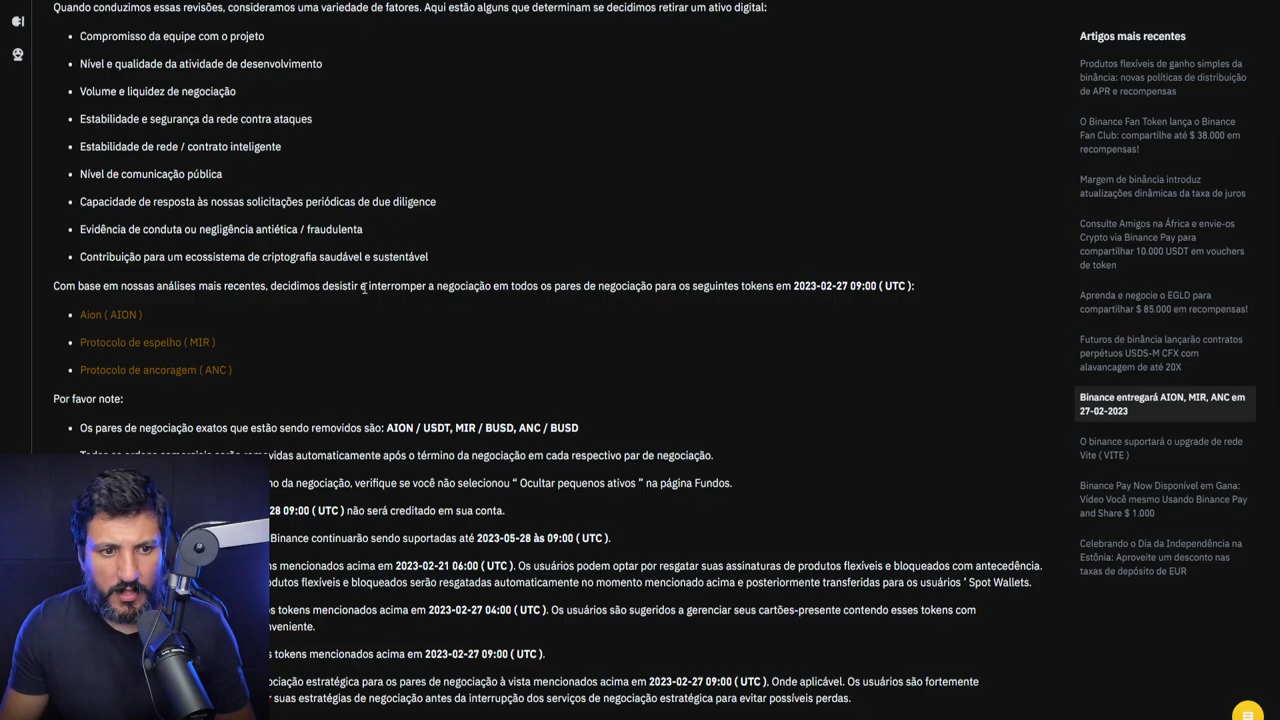 Quando conduzimos essas revisões, consideramos uma variedade de fatores. Aqui estão alguns que determinam se decidimos retirar um ativo digital:
Compromisso da equipe com o projeto
Nível e qualidade da atividade de desenvolvimento
Volume e liquidez de negociação
Estabilidade e segurança da rede contra ataques
Estabilidade de rede / contrato inteligente
Nível de comunicação pública
Capacidade de resposta às nossas solicitações periódicas de due diligence
Evidência de conduta ou negligência antiética / fraudulenta
Contribuição para um ecossistema de criptografia saudável e sustentável
Com base em nossas análises mais recentes, decidimos desistir e interromper a negociação em todos os pares de negociação para os seguintes tokens em 2023-02-27 09:00 ( UTC ):
Aion ( AION )
Protocolo de espelho ( MIR )
Protocolo de ancoragem ( ANC )
Por favor note:
Os pares de negociação exatos que estão sendo removidos são: AION / USDT, MIR / BUSD, ANC / BUSD
Todas as ordens comerciais serão removidas automaticamente após o término da negociação em cada respectivo par de negociação.
da negociação, verifique se você não selecionou “ Ocultar pequenos ativos ” na página Fundos.
28 09:00 ( UTC ) não será creditado em sua conta.
Binance continuarão sendo suportadas até 2023-05-28 às 09:00 ( UTC ).
mencionados acima em 2023-02-21 06:00 ( UTC ). Os usuários podem optar por resgatar suas assinaturas de produtos flexíveis e bloqueados com antecedência.
flexíveis e bloqueados serão resgatadas automaticamente no momento mencionado acima e posteriormente transferidas para os usuários ’ Spot Wallets.
tokens mencionados acima em 2023-02-27 04:00 ( UTC ). Os usuários são sugeridos a gerenciar seus cartões-presente contendo esses tokens com
tokens mencionados acima em 2023-02-27 09:00 ( UTC ).
estratégica para os pares de negociação à vista mencionados acima em 2023-02-27 09:00 ( UTC ), Onde aplicável. Os usuários são fortemente
suas estratégias de negociação antes da interrupção dos serviços de negociação estratégica para evitar possíveis perdas.
Artigos mais recentes
Produtos flexíveis de ganho simples da
binância: novas políticas de distribuição
de APR e recompensas
O Binance Fan Token lança o Binance
Fan Club: compartilhe até $ 38.000 em
recompensas!
Margem de binância introduz
atualizações dinâmicas da taxa de juros
Consulte Amigos na África e envie-os
Crypto via Binance Pay para
compartilhar 10.000 USDT em vouchers
de token
Aprenda e negocie o EGLD para
compartilhar $ 85.000 em recompensas!
Futuros de binância lançarão contratos
perpétuos USDS-M CFX com
alavancagem de até 20X
Binance entregará AION, MIR, ANC em
27-02-2023
O binance suportará o upgrade de rede
Vite ( VITE )
Binance Pay Now Disponível em Gana:
Vídeo Você mesmo Usando Binance Pay
and Share $ 1.000
Celebrando o Dia da Independência na
Estônia: Aproveite um desconto nas
taxas de depósito de EUR